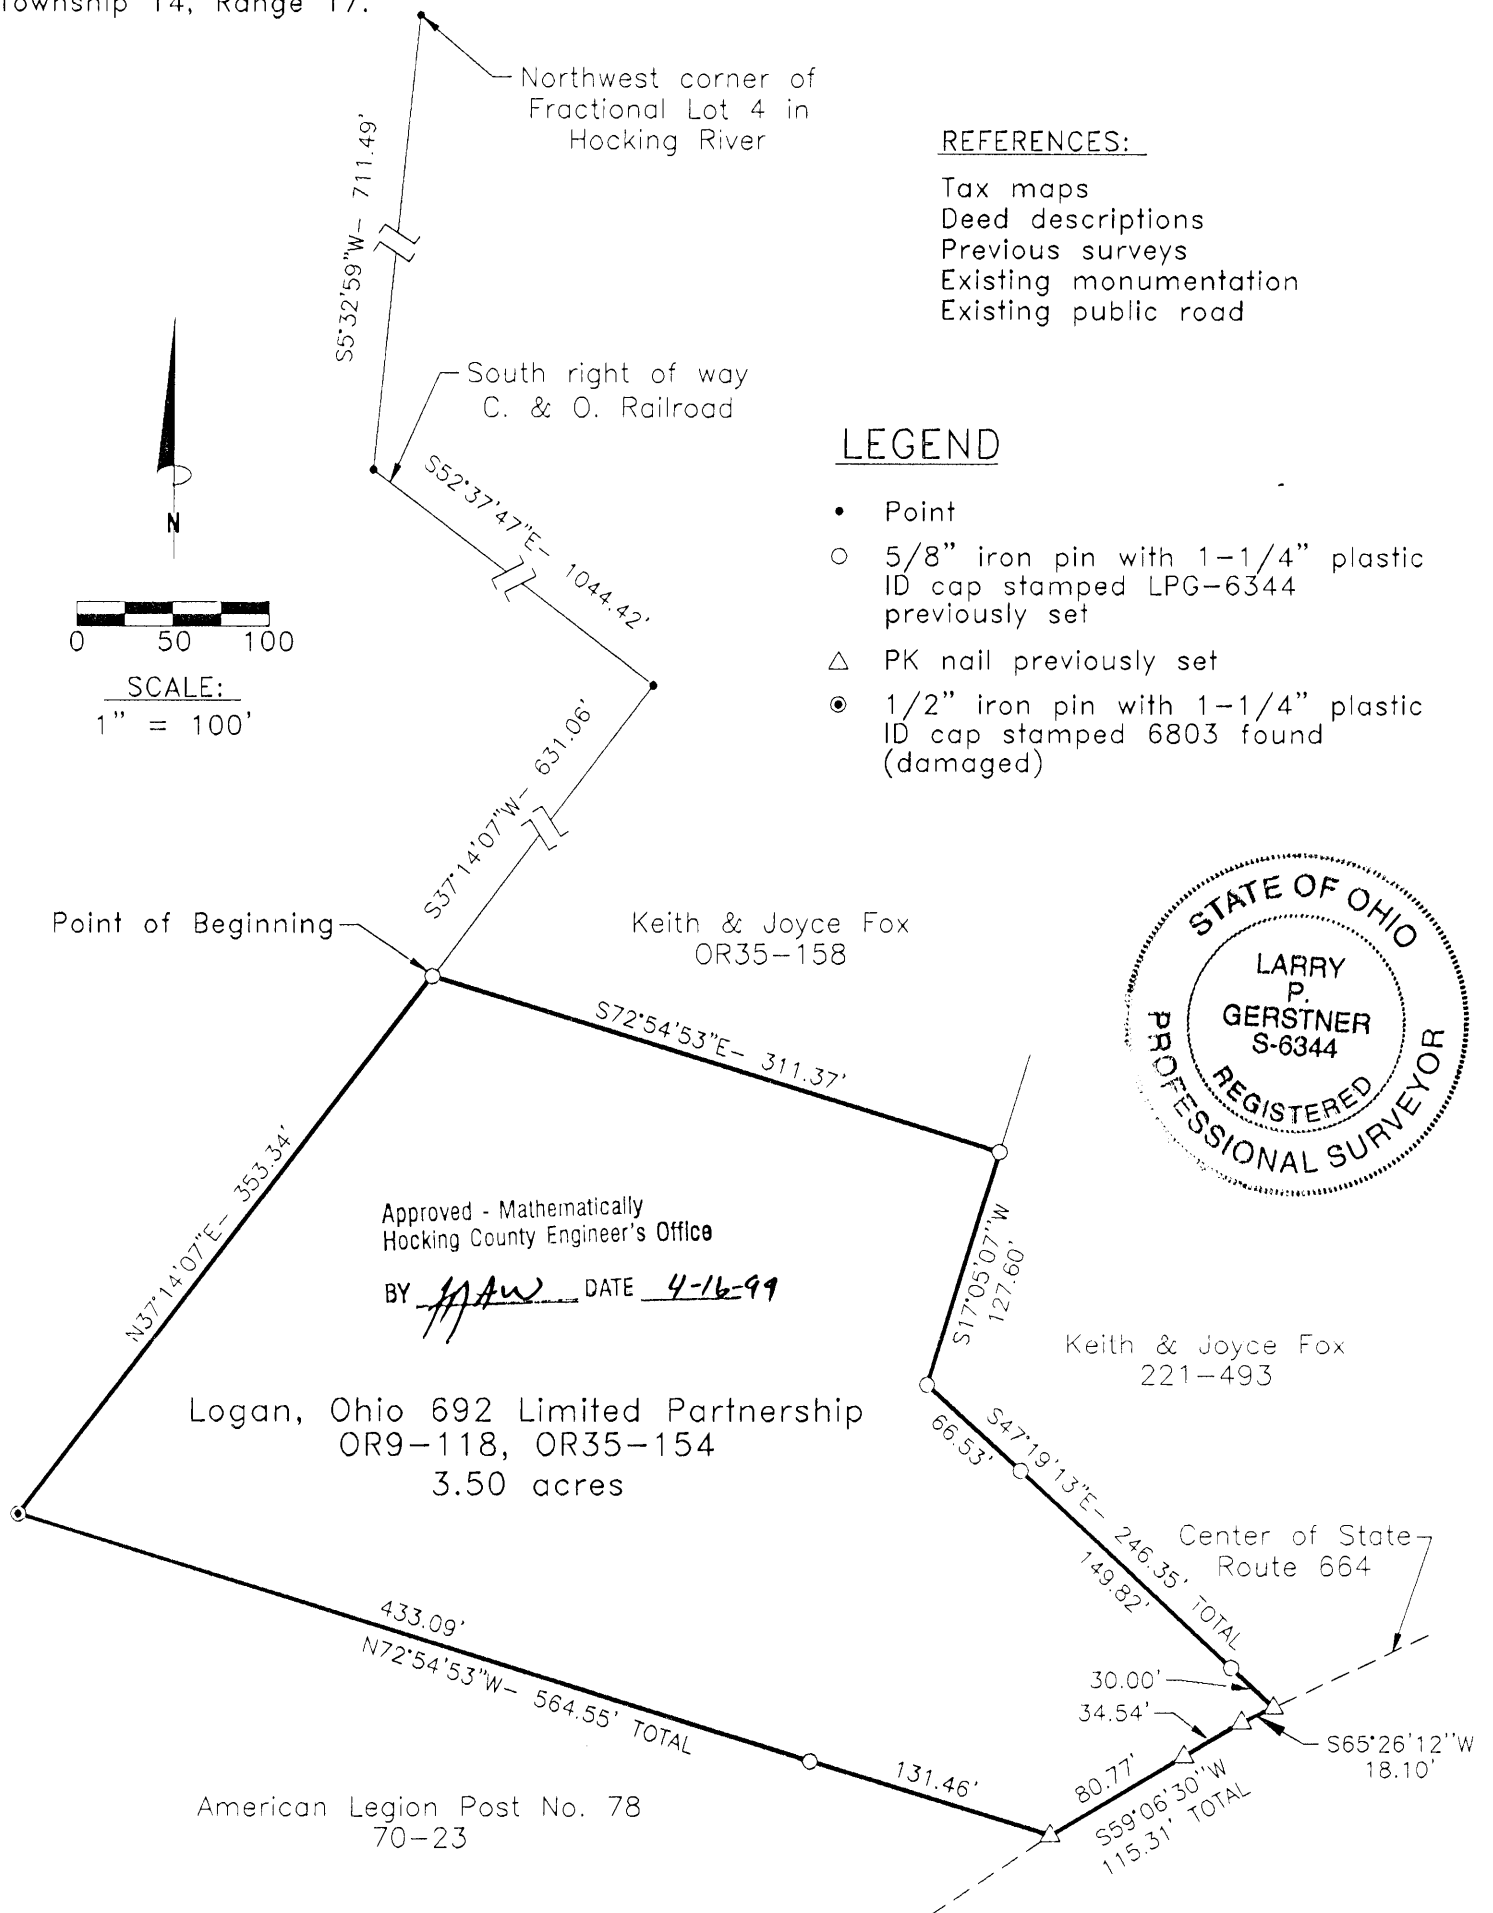 Township 14, Range 17.
Northwest corner of
Fractional Lot 4 in
Hocking River
S5°32'59"W- 711.49'
REFERENCES:
Tax maps
Deed descriptions
Previous surveys
Existing monumentation
Existing public road
South right of way
C. & O. Railroad
S52°37'47"E- 1044.42'
N
0 50 100
SCALE:
1" = 100'
LEGEND
Point
5/8" iron pin with 1-1/4" plastic
ID cap stamped LPG-6344
previously set
PK nail previously set
1/2" iron pin with 1-1/4" plastic
ID cap stamped 6803 found
(damaged)
S37°14'07"W- 631.06'
Point of Beginning
Keith & Joyce Fox
OR35-158
STATE OF OHIO
LARRY
P.
GERSTNER
S-6344
REGISTERED
PROFESSIONAL SURVEYOR
S72°54'53"E- 311.37'
N37°14'07"E- 353.34'
Approved - Mathematically
Hocking County Engineer's Office
BY DATE 4-16-99
S17°05'07"W
127.60'
Keith & Joyce Fox
221-493
Logan, Ohio 692 Limited Partnership
OR9-118, OR35-154
3.50 acres
66.53'
S47°19'13"E- 246.35' TOTAL
149.82'
Center of State
Route 664
30.00'
34.54'
S65°26'12"W
18.10'
433.09'
N72°54'53"W- 564.55' TOTAL
131.46'
80.77'
S59°06'30"W
115.31' TOTAL
American Legion Post No. 78
70-23